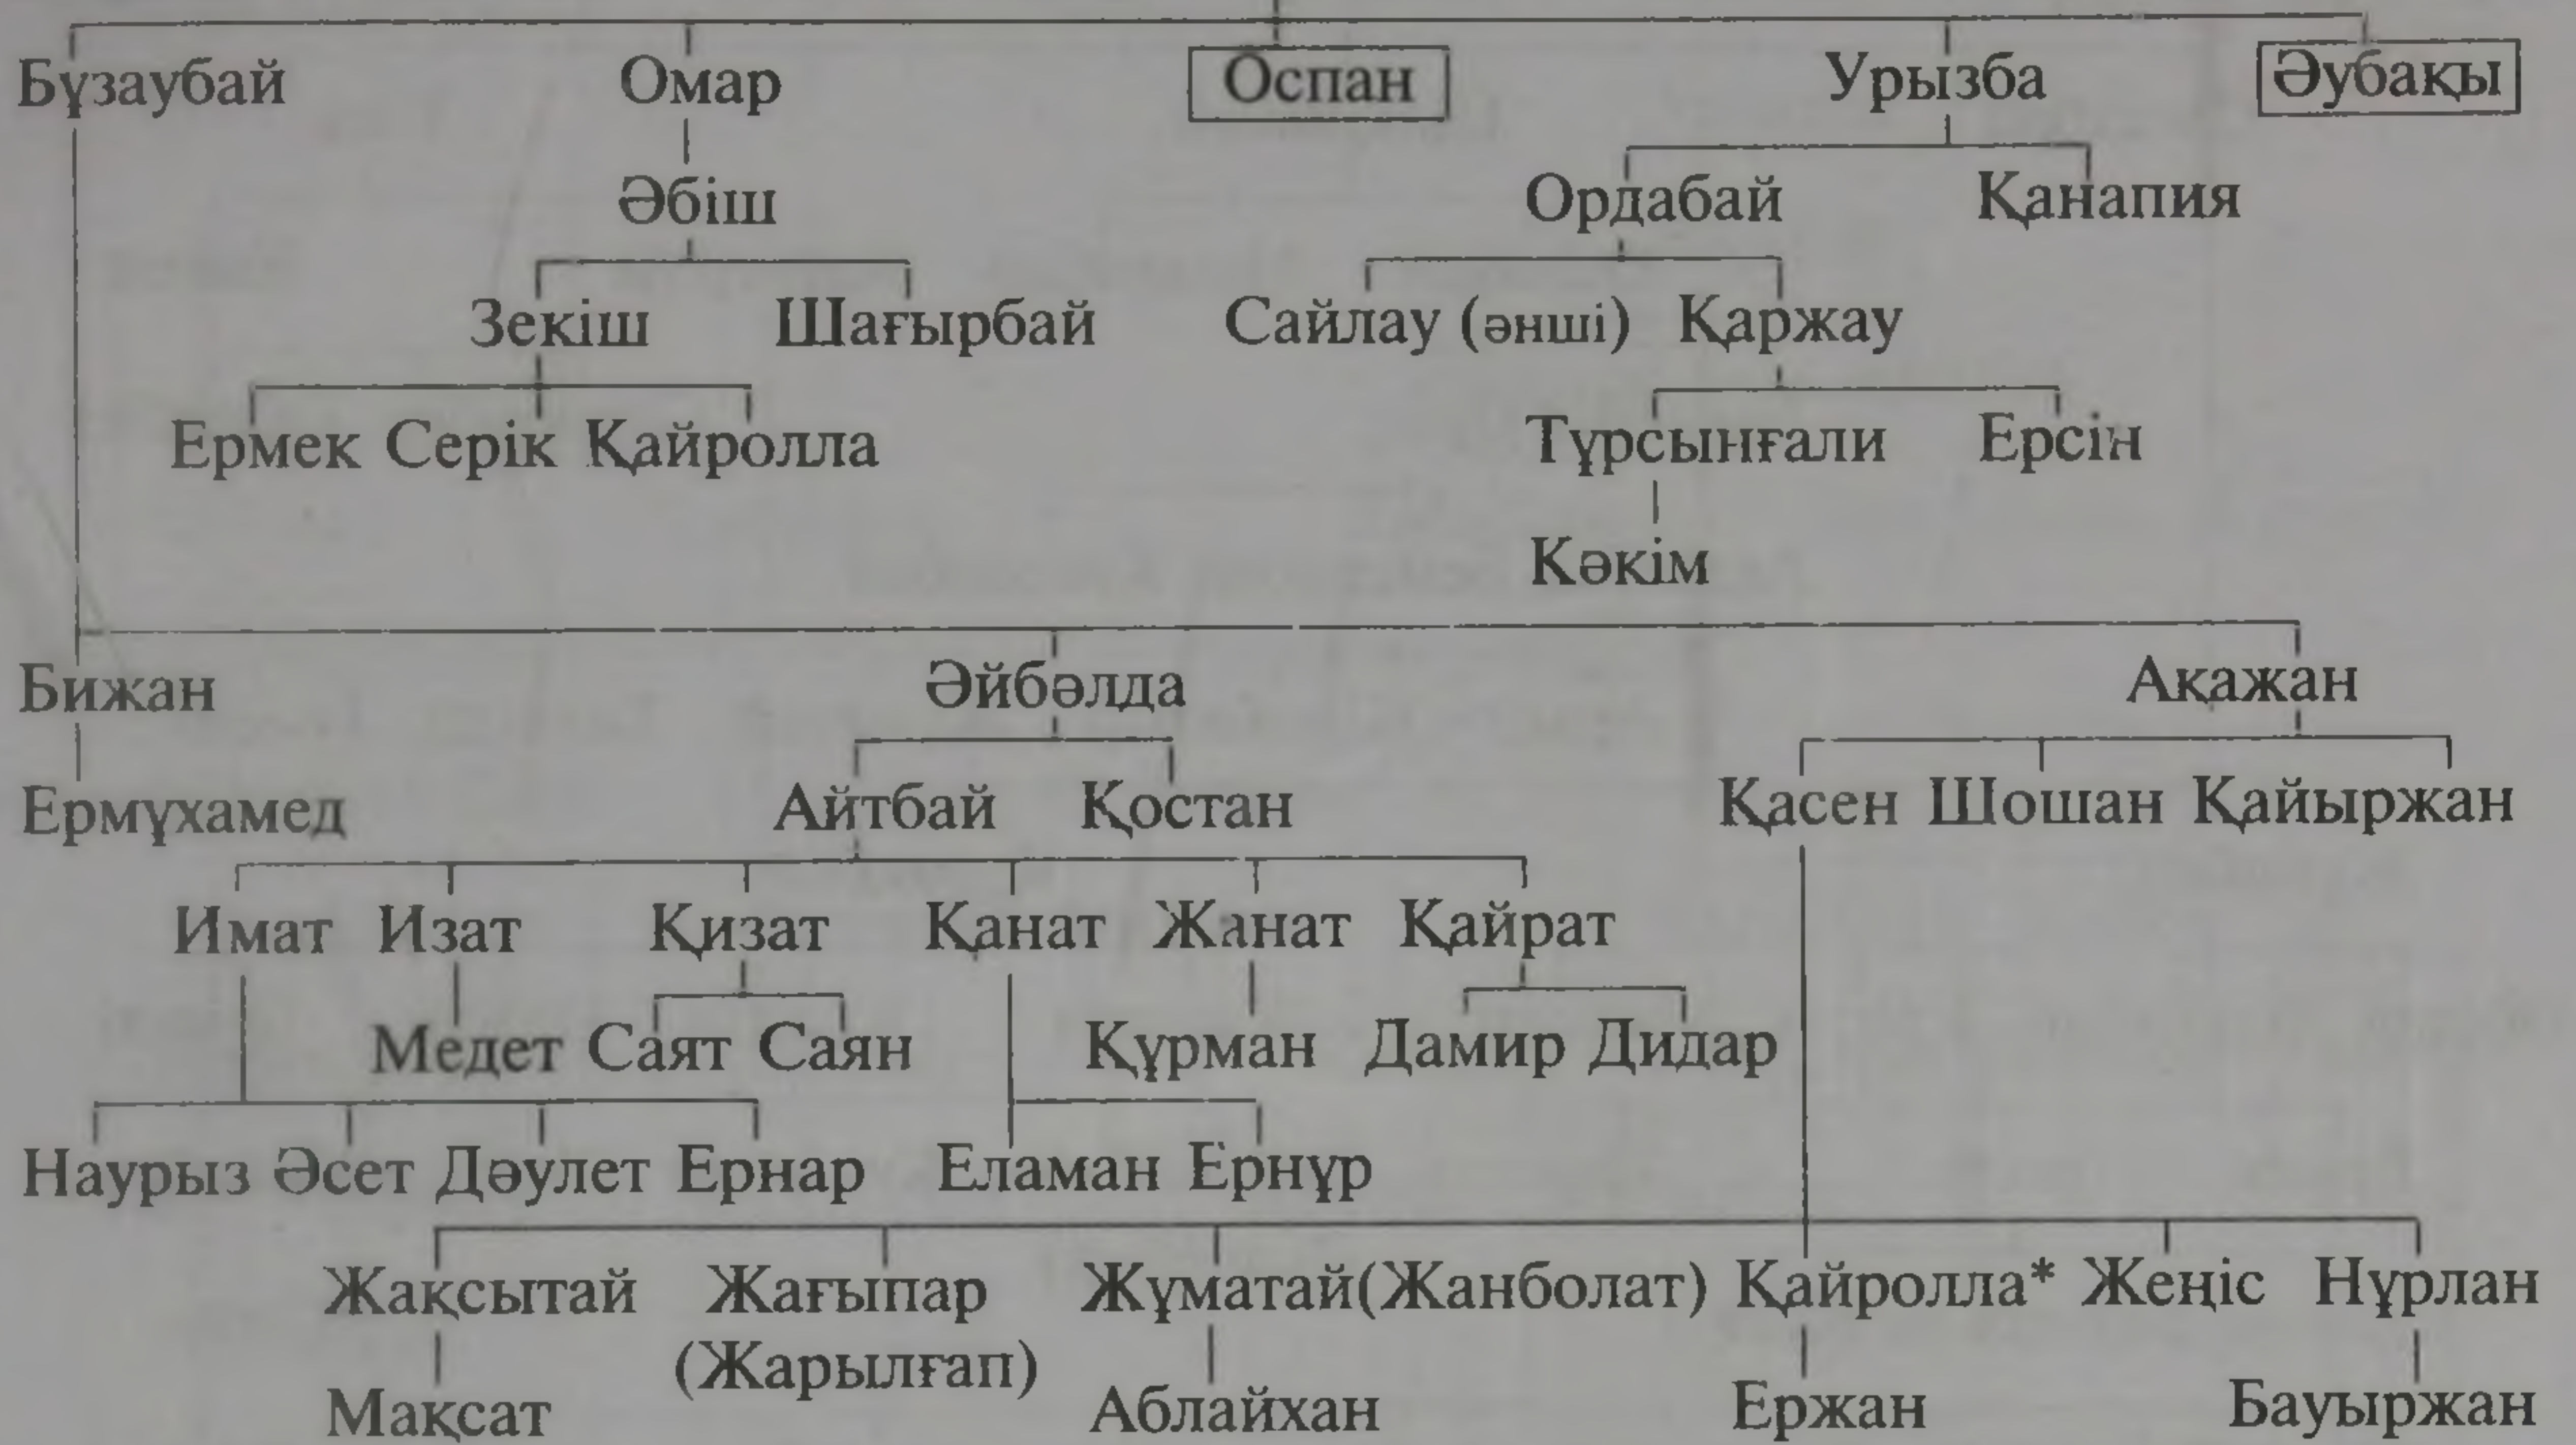 Бұзаубай Омар Оспан Урызба Әубақы
Әбіш Ордабай Қанапия
Зекіш Шағырбай Сайлау (әнші) Қаржау
Ермек Серік Қайролла Тұрсынғали Ерсін
Кәкім
Бижан Әйбәлда Ақажан
Ермұхамед Айтбай Қостан Қасен Шошан Қайыржан
Имат Изат Қизат Қанат Жанат Қайрат
Медет Саят Саян Құрман Дамир Дидар
Наурыз Әсет Дәулет Ернар Еламан Ернұр
Жақсытай Жағыпар Жұматай(Жанболат) Қайролла* Жеңіс Нұрлан
(Жарылғап)
Мақсат Аблайхан Ержан Бауыржан